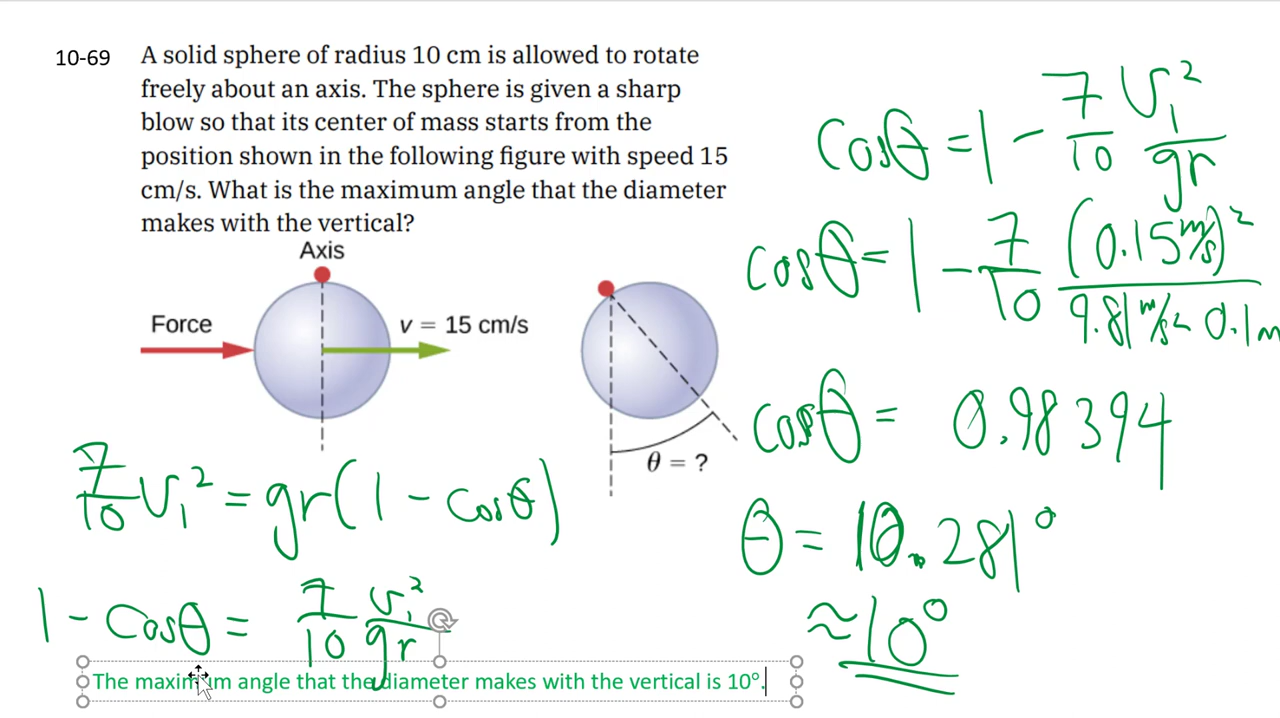 10-69 A solid sphere of radius 10 cm is allowed to rotate
freely about an axis. The sphere is given a sharp
blow so that its center of mass starts from the
position shown in the following figure with speed 15
cm/s. What is the maximum angle that the diameter
makes with the vertical?
Axis
Force
v = 15 cm/s
θ = ?
7/10 v₁² = gr(1 - cosθ)
1 - cosθ = 7/10 v₁²/gr
The maximum angle that the diameter makes with the vertical is 10°.
cosθ = 1 - 7/10 v₁²/gr
cosθ = 1 - 7/10 (0.15 m/s)²/9.81 m/s² 0.1m
cosθ = 0.98394
θ = 10.281°
≈10°